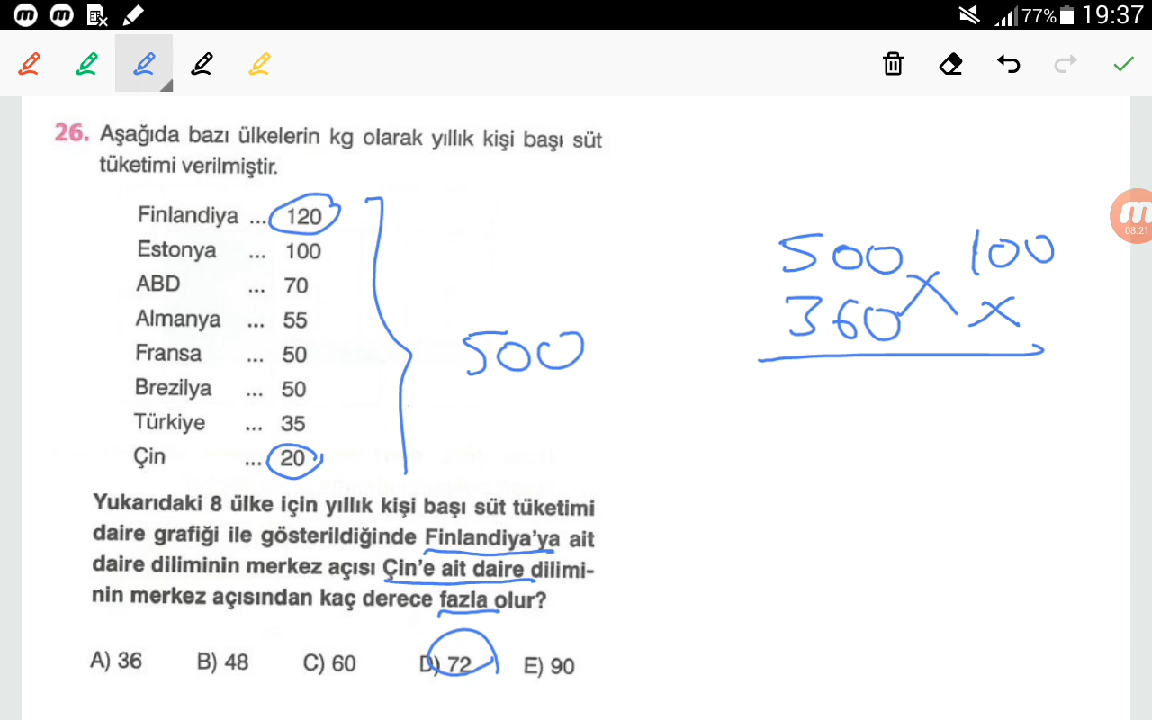 77% 19:37
26. Aşağıda bazı ülkelerin kg olarak yıllık kişi başı süt
tüketimi verilmiştir.
Finlandiya ... 120
Estonya ... 100
ABD ... 70
Almanya ... 55
Fransa ... 50
Brezilya ... 50
Türkiye ... 35
Çin ... 20
500
500 100
360 x
08.21
Yukarıdaki 8 ülke için yıllık kişi başı süt tüketimi
daire grafiği ile gösterildiğinde Finlandiya'ya ait
daire diliminin merkez açısı Çin'e ait daire dilimi-
nin merkez açısından kaç derece fazla olur?
A) 36 B) 48 C) 60 D) 72 E) 90